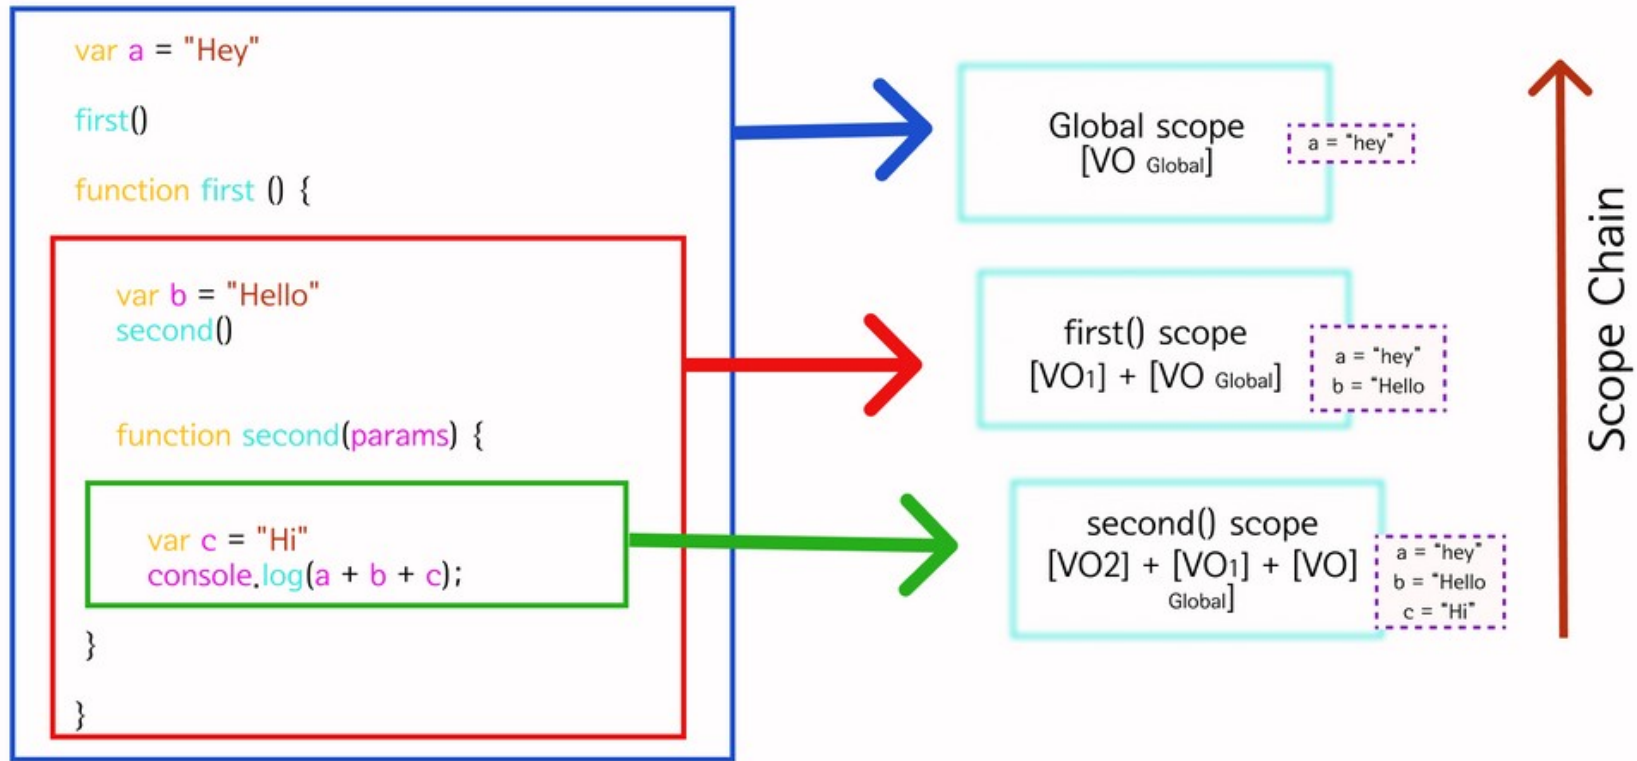 var a = "Hey"
first()
function first () {
var b = "Hello"
second()
function second(params) {
var c = "Hi"
console.log(a + b + c);
}
}
Global scope
[VO Global]
a = "hey"
first() scope
[VO1] + [VO Global]
a = "hey"
b = "Hello
second() scope
[VO2] + [VO1] + [VO]
Global]
a = "hey"
b = "Hello
c = "Hi"
Scope Chain